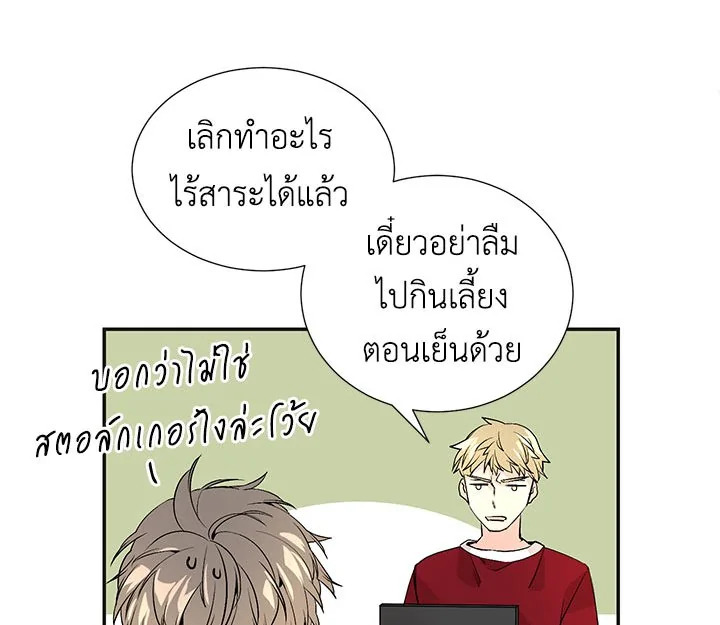 เลิกทำอะไร
ไร้สาระได้แล้ว
เดี๋ยวอย่าลืม
ไปกินเลี้ยง
ตอนเย็นด้วย
บอกว่าไม่ใช่
สตอล์กเกอร์ไงล่ะโว้ย